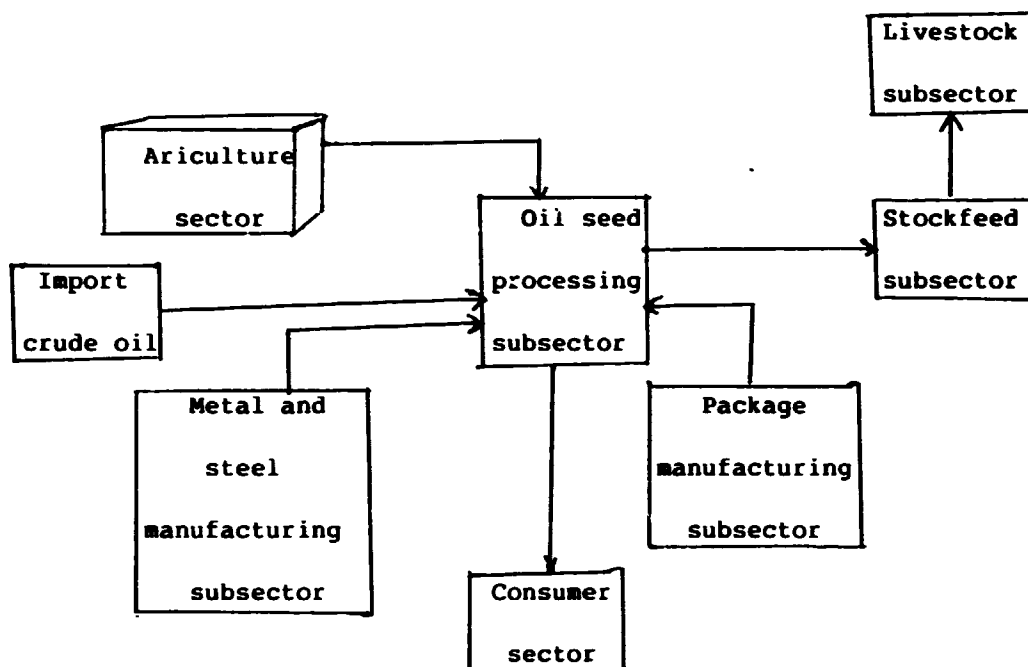 Livestock
subsector
Ariculture
sector
Oil seed
processing
subsector
Stockfeed
subsector
Import
crude oil
Metal and
steel
manufacturing
subsector
Package
manufacturing
subsector
Consumer
sector